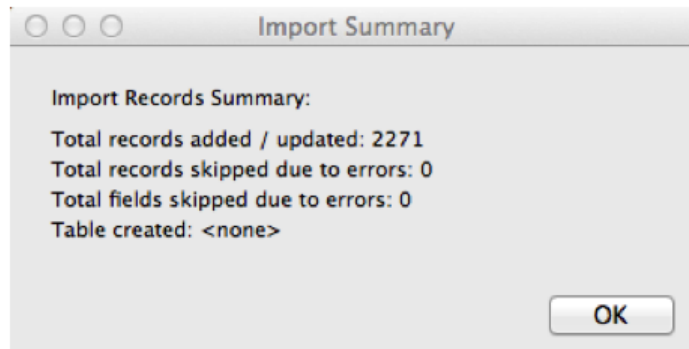 Import Summary
Import Records Summary:
Total records added / updated: 2271
Total records skipped due to errors: 0
Total fields skipped due to errors: 0
Table created: <none>
OK